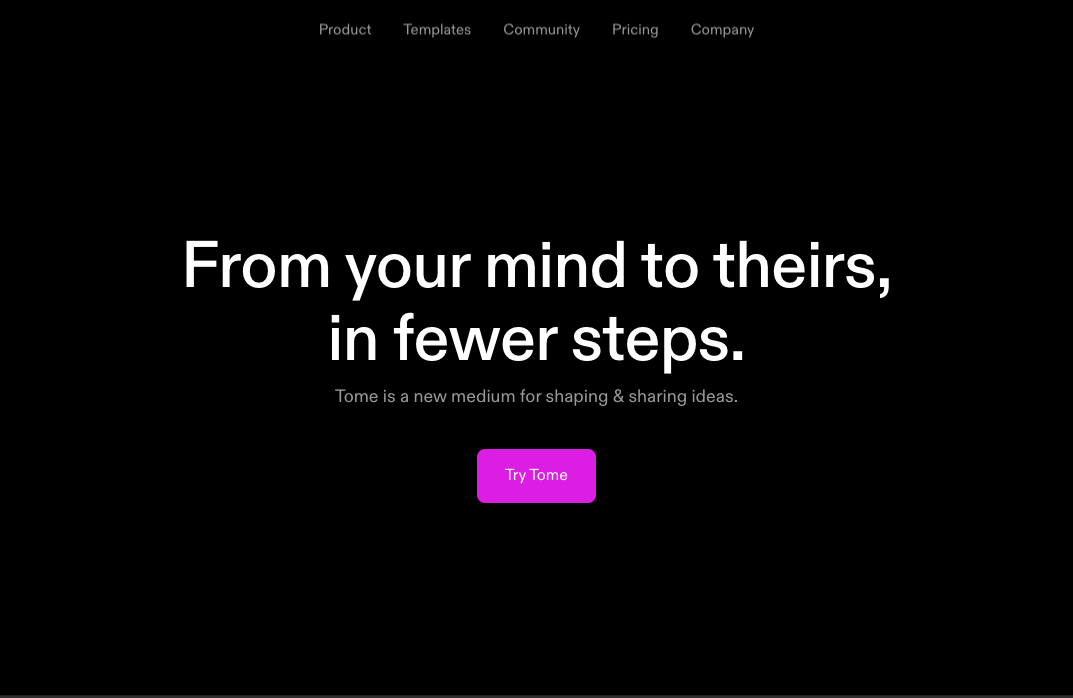 Product Templates Community Pricing Company
From your mind to theirs,
in fewer steps.
Tome is a new medium for shaping & sharing ideas.
Try Tome